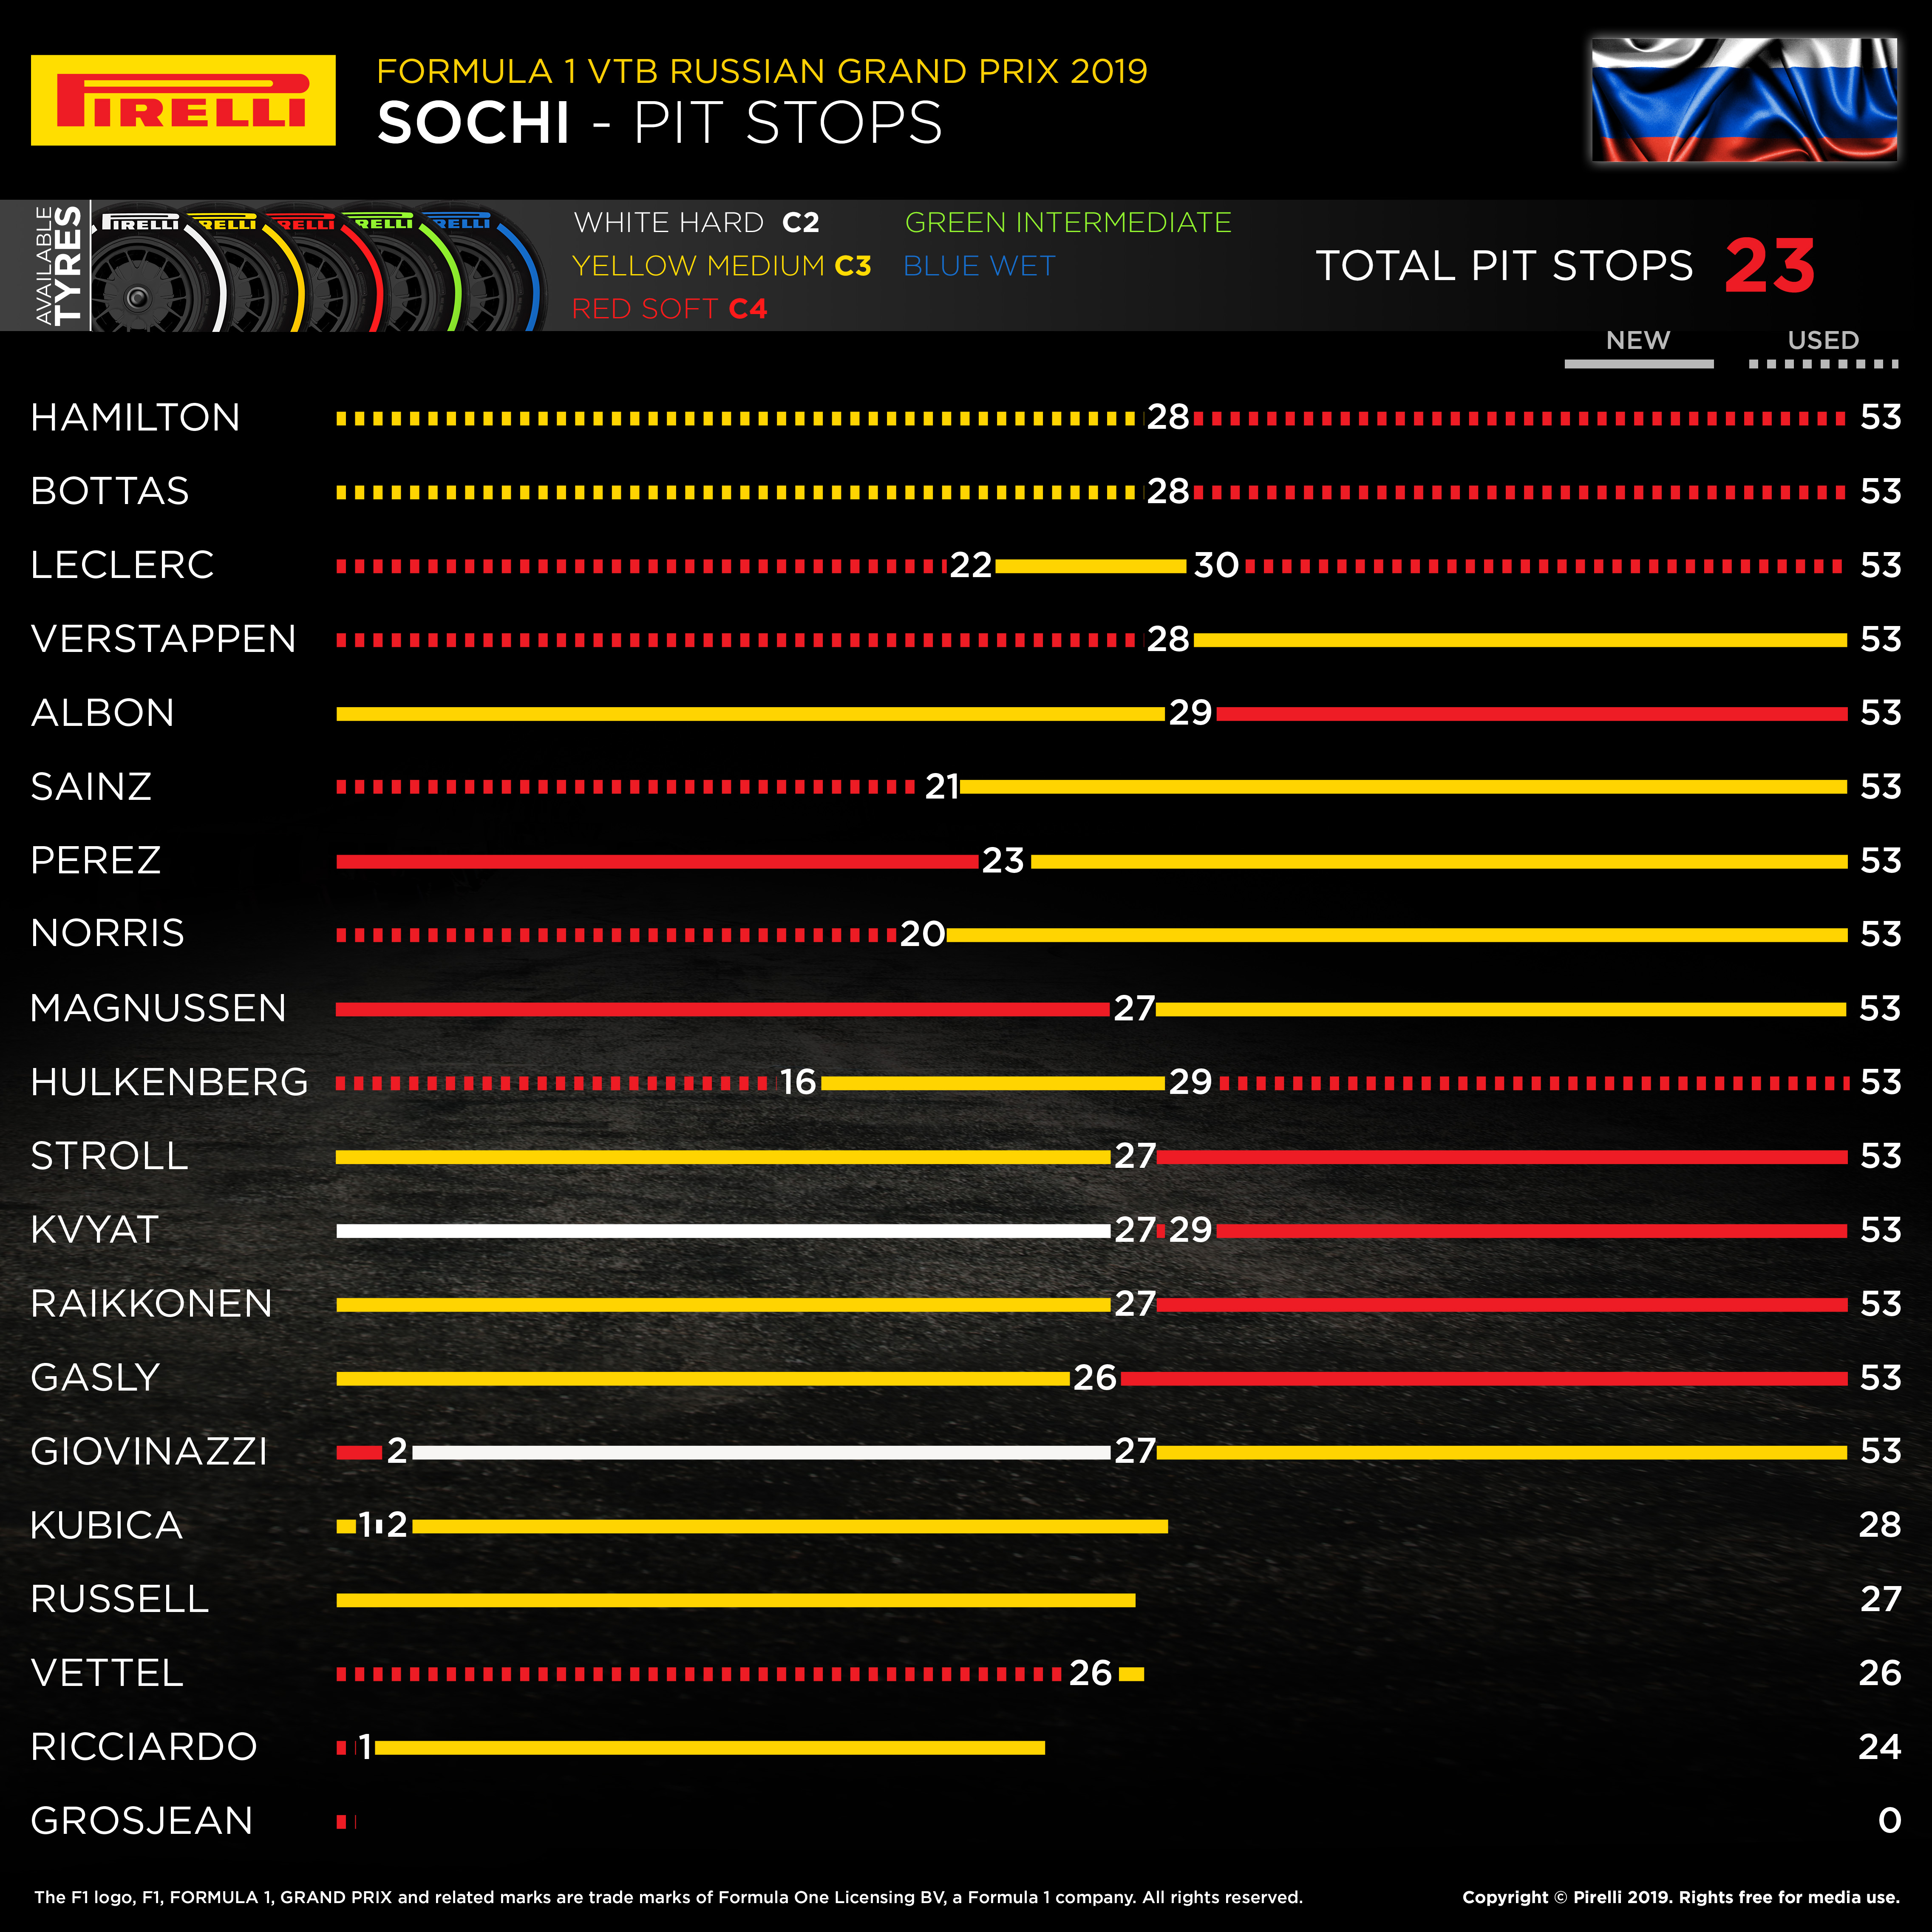 PIRELLI
FORMULA 1 VTB RUSSIAN GRAND PRIX 2019
SOCHI - PIT STOPS
AVAILABLE
TYRES
PIRELLI RELLI RELLI RELLI RELLI
WHITE HARD C2 GREEN INTERMEDIATE
YELLOW MEDIUM C3 BLUE WET
RED SOFT C4
TOTAL PIT STOPS 23
NEW USED
HAMILTON 28 53
BOTTAS 28 53
LECLERC 22 30 53
VERSTAPPEN 28 53
ALBON 29 53
SAINZ 21 53
PEREZ 23 53
NORRIS 20 53
MAGNUSSEN 27 53
HULKENBERG 16 29 53
STROLL 27 53
KVYAT 27 29 53
RAIKKONEN 27 53
GASLY 26 53
GIOVINAZZI 2 27 53
KUBICA 1 2 28
RUSSELL 27
VETTEL 26 26
RICCIARDO 1 24
GROSJEAN 0
The F1 logo, F1, FORMULA 1, GRAND PRIX and related marks are trade marks of Formula One Licensing BV, a Formula 1 company. All rights reserved.
Copyright © Pirelli 2019. Rights free for media use.